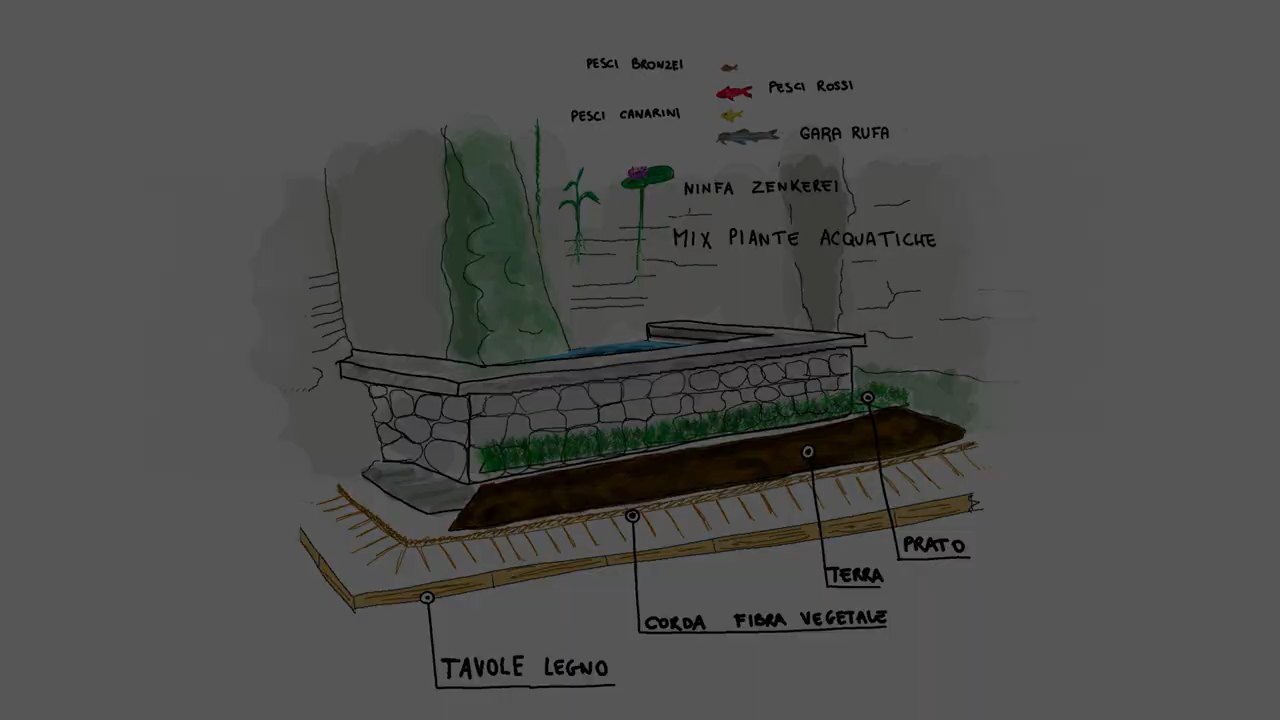 PESCI BRONZEI
PESCI ROSSI
PESCI CANARINI
GARA RUFA
NINFA ZENKEREI
MIX PIANTE ACQUATICHE
PRATO
TERRA
CORDA FIBRA VEGETALE
TAVOLE LEGNO